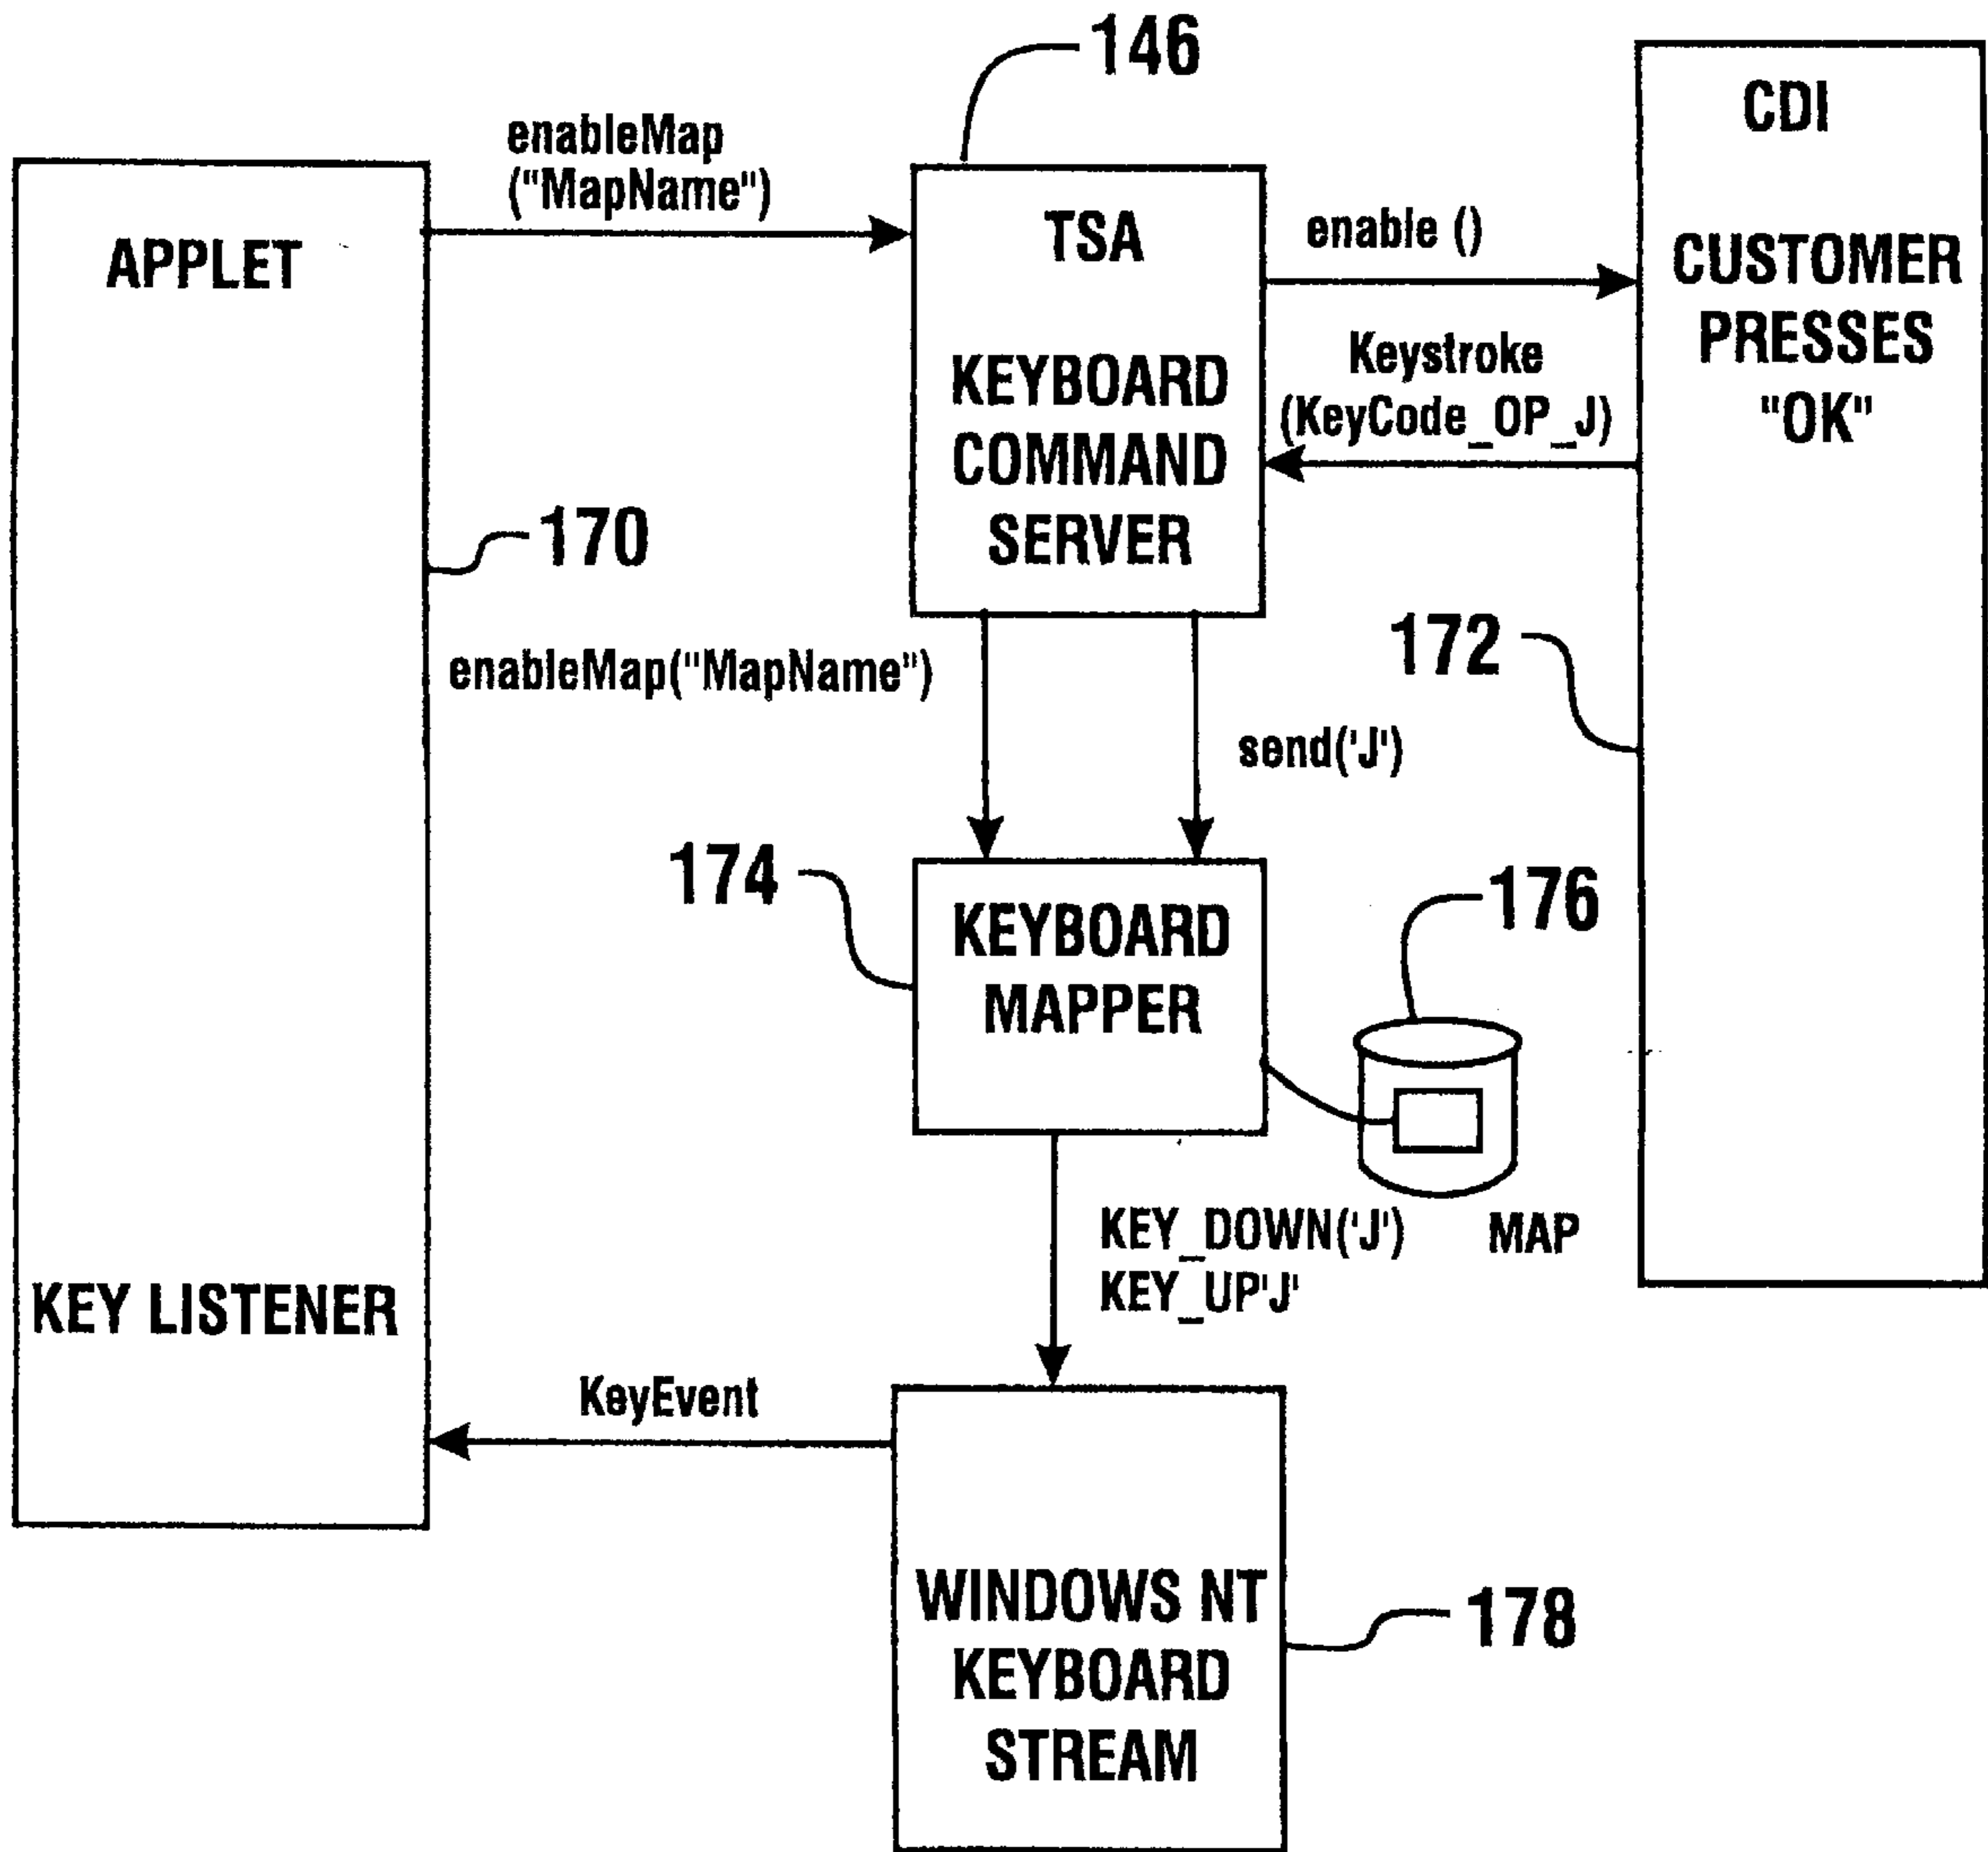 146
CDI
enableMap
("MapName")
APPLET
TSA
enable ()
CUSTOMER
PRESSES
"OK"
Keystroke
(KeyCode_OP_J)
KEYBOARD
COMMAND
SERVER
170
172
enableMap("MapName")
send('J')
174
176
KEYBOARD
MAPPER
KEY_DOWN('J')
KEY_UP'J'
MAP
KEY LISTENER
KeyEvent
WINDOWS NT
KEYBOARD
STREAM
178